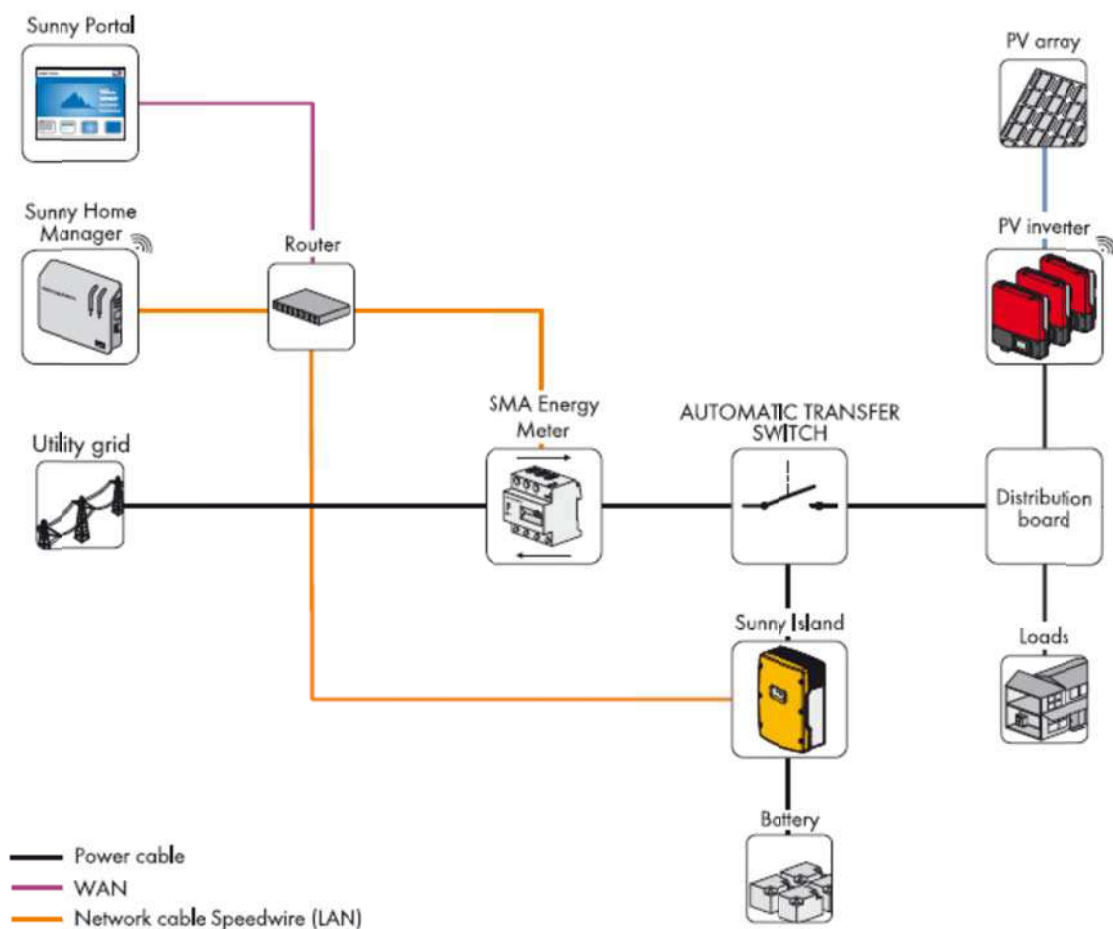 Sunny Portal
PV array
Sunny Home
Manager
Router
PV inverter
SMA Energy
Meter
AUTOMATIC TRANSFER
SWITCH
Utility grid
Distribution
board
Sunny Island
Loads
Battery
Power cable
WAN
Network cable Speedwire (LAN)